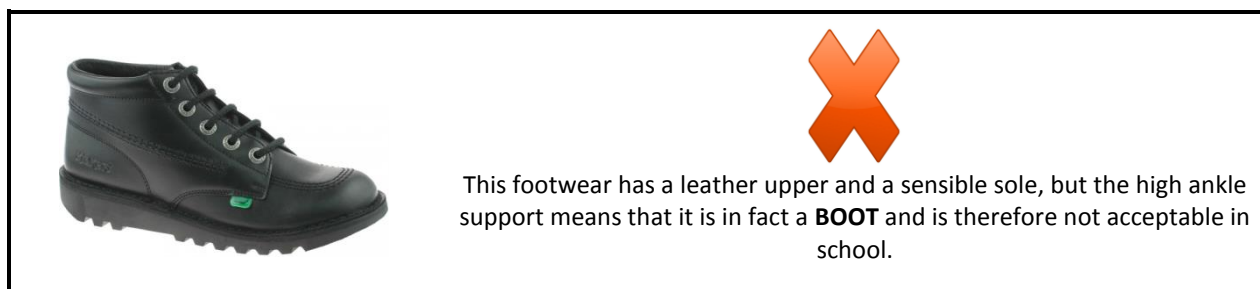 This footwear has a leather upper and a sensible sole, but the high ankle
support means that it is in fact a BOOT and is therefore not acceptable in
school.